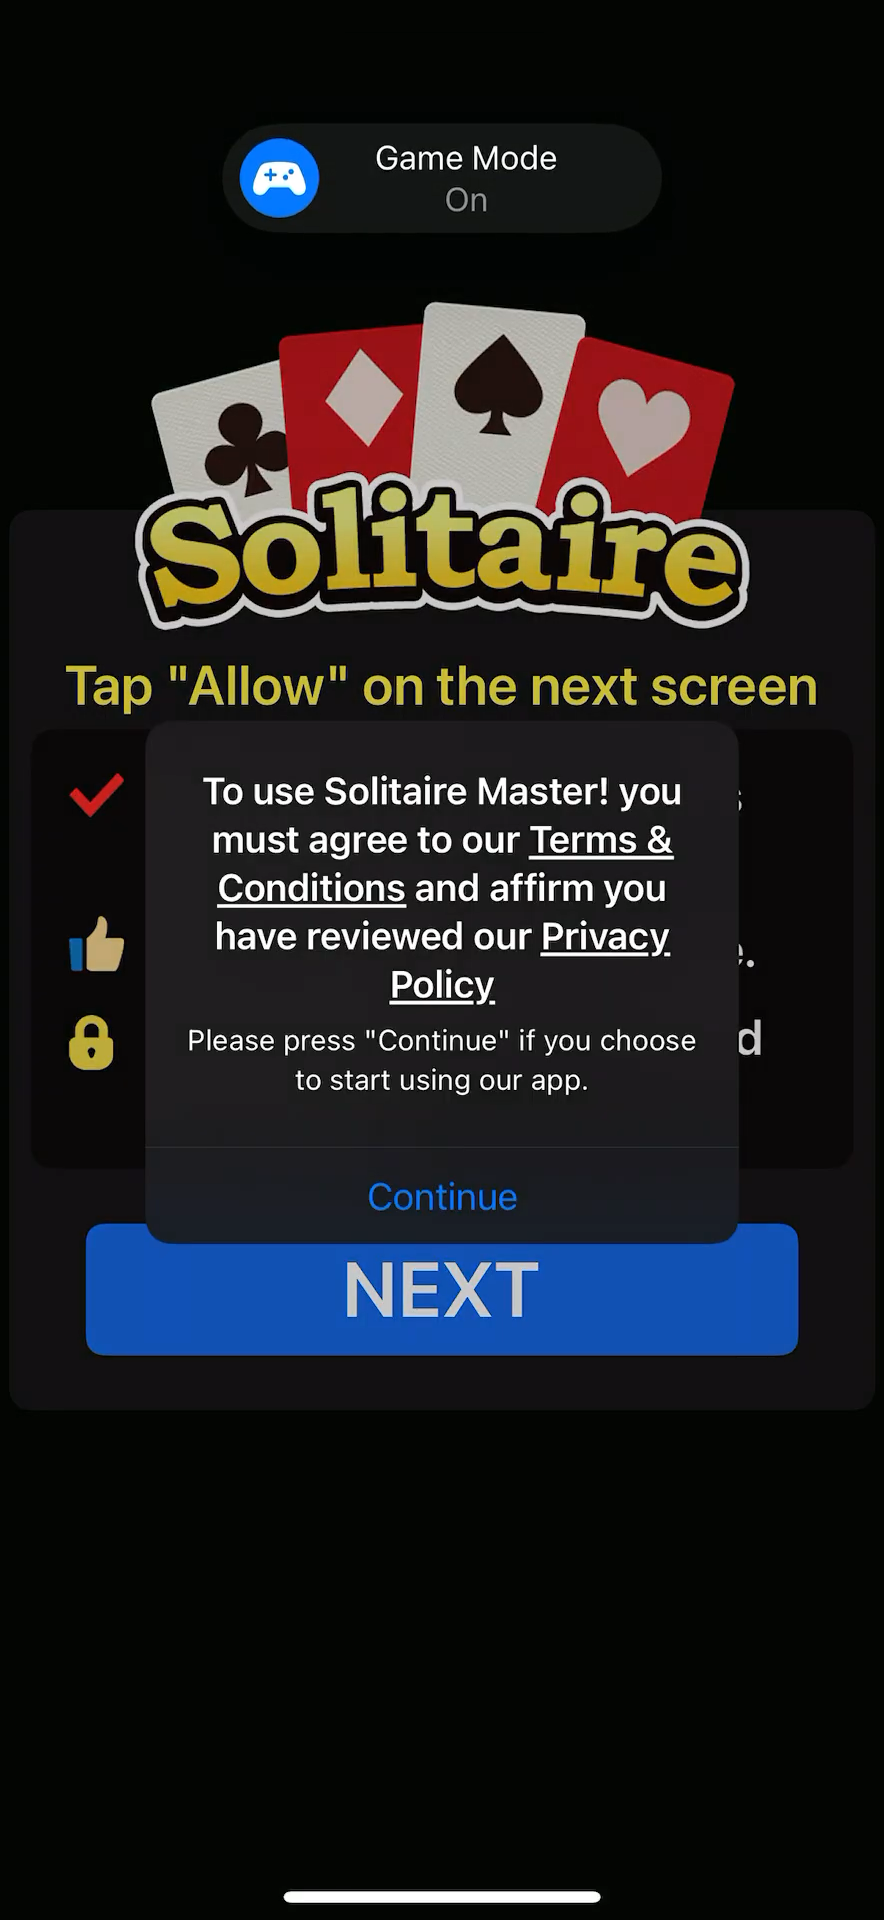 Game Mode
On
Solitaire
Tap "Allow" on the next screen
To use Solitaire Master! you
must agree to our Terms &
Conditions and affirm you
have reviewed our Privacy
Policy
Please press "Continue" if you choose
to start using our app.
Continue
NEXT